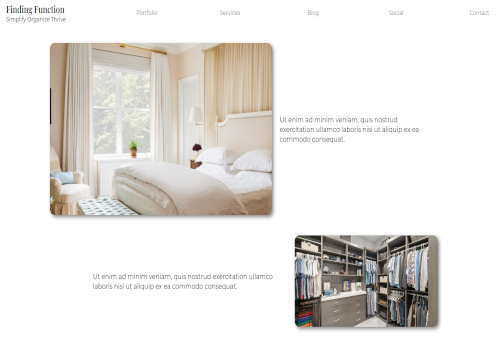 Finding Function
Simplify Organize Thrive
Portfolio
Services
Blog
Social
Contact
Ut enim ad minim veniam, quis nostrud
exercitation ullamco laboris nisi ut aliquip ex ea
commodo consequat.
Ut enim ad minim veniam, quis nostrud exercitation ullamco
laboris nisi ut aliquip ex ea commodo consequat.